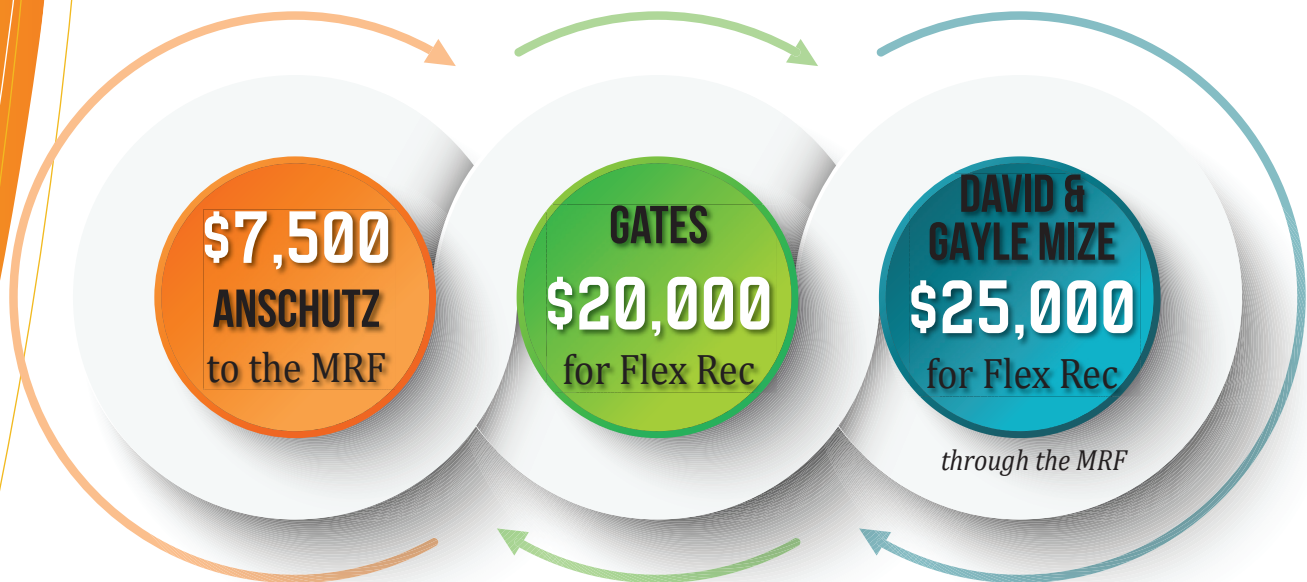 $7,500
ANSCHUTZ
to the MRF
GATES
$20,000
for Flex Rec
DAVID &
GAYLE MIZE
$25,000
for Flex Rec
through the MRF